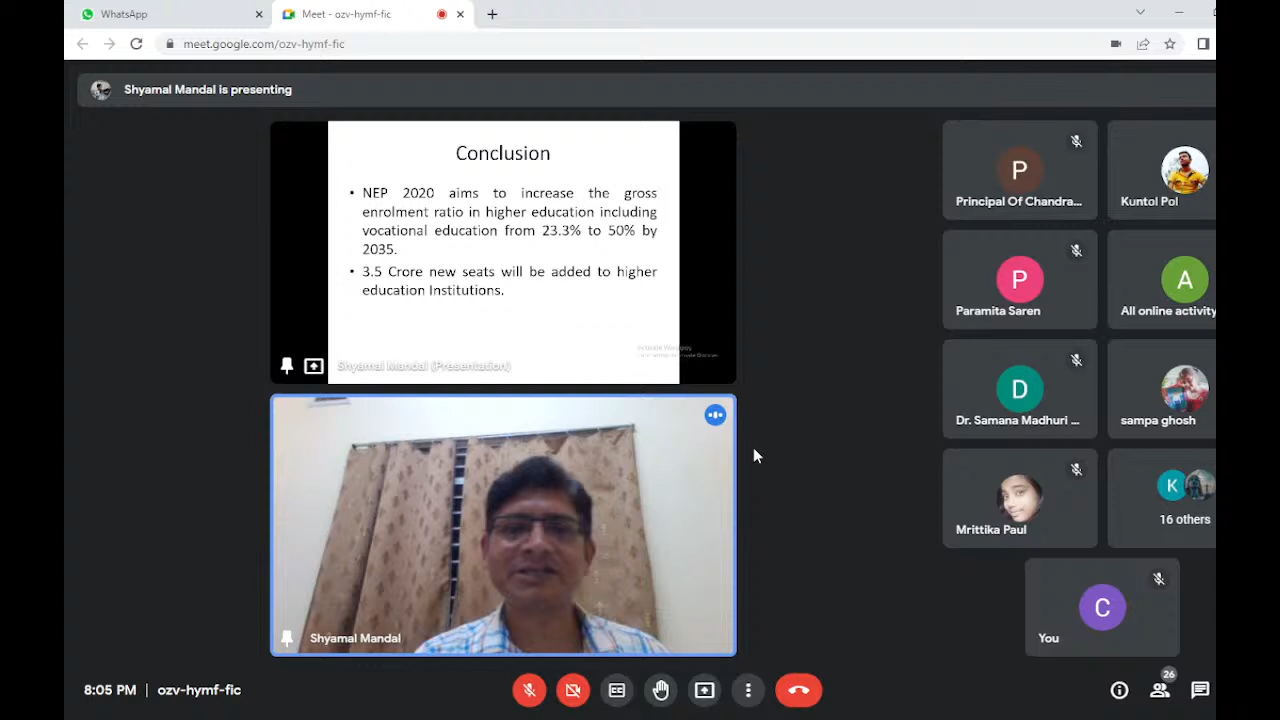 WhatsApp
Meet - ozv-hymf-fic
meet.google.com/ozv-hymf-fic
Shyamal Mandal is presenting
Conclusion
• NEP 2020 aims to increase the gross
enrolment ratio in higher education including
vocational education from 23.3% to 50% by
2035.
• 3.5 Crore new seats will be added to higher
education Institutions.
Shyamal Mandal (Presentation)
Shyamal Mandal
P
Principal Of Chandra...
Kuntol Pol
P
Paramita Saren
A
All online activity
D
Dr. Samana Madhuri ...
sampa ghosh
Mrittika Paul
K
16 others
C
You
8:05 PM | ozv-hymf-fic
CC
26